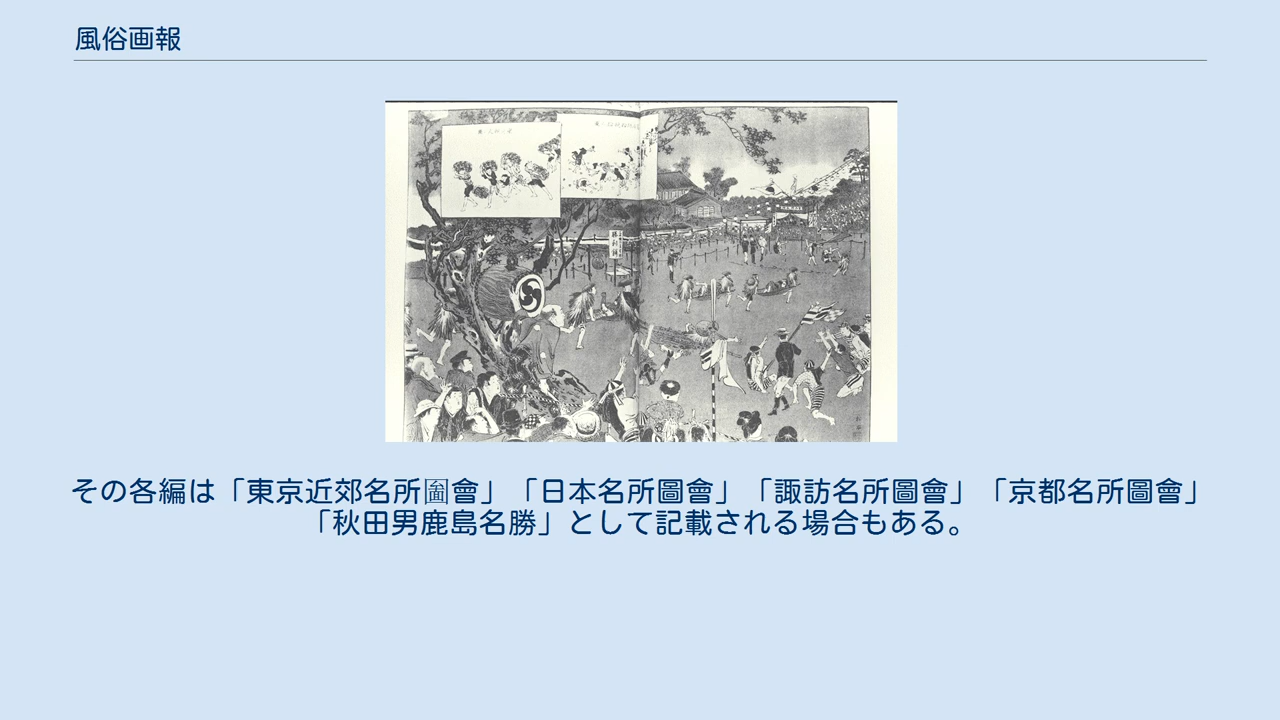 風俗画報
その各編は「東京近郊名所圗會」「日本名所圖會」「諏訪名所圖會」「京都名所圖會」
「秋田男鹿島名勝」として記載される場合もある。